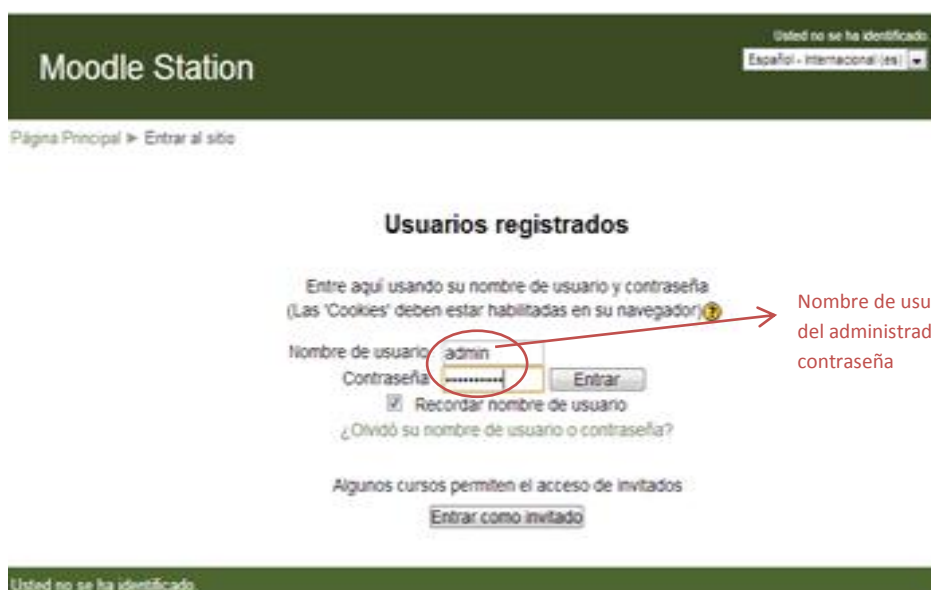 Usted no se ha identificado.
Moodle Station
Español - Internacional (es)
Página Principal ► Entrar al sitio
Usuarios registrados
Entre aquí usando su nombre de usuario y contraseña
(Las 'Cookies' deben estar habilitadas en su navegador)
Nombre de usuario admin
Contraseña •••••••••• Entrar
Recordar nombre de usuario
¿Olvidó su nombre de usuario o contraseña?
Nombre de usu
del administrad
contraseña
Algunos cursos permiten el acceso de invitados
Entrar como invitado
Usted no se ha identificado.